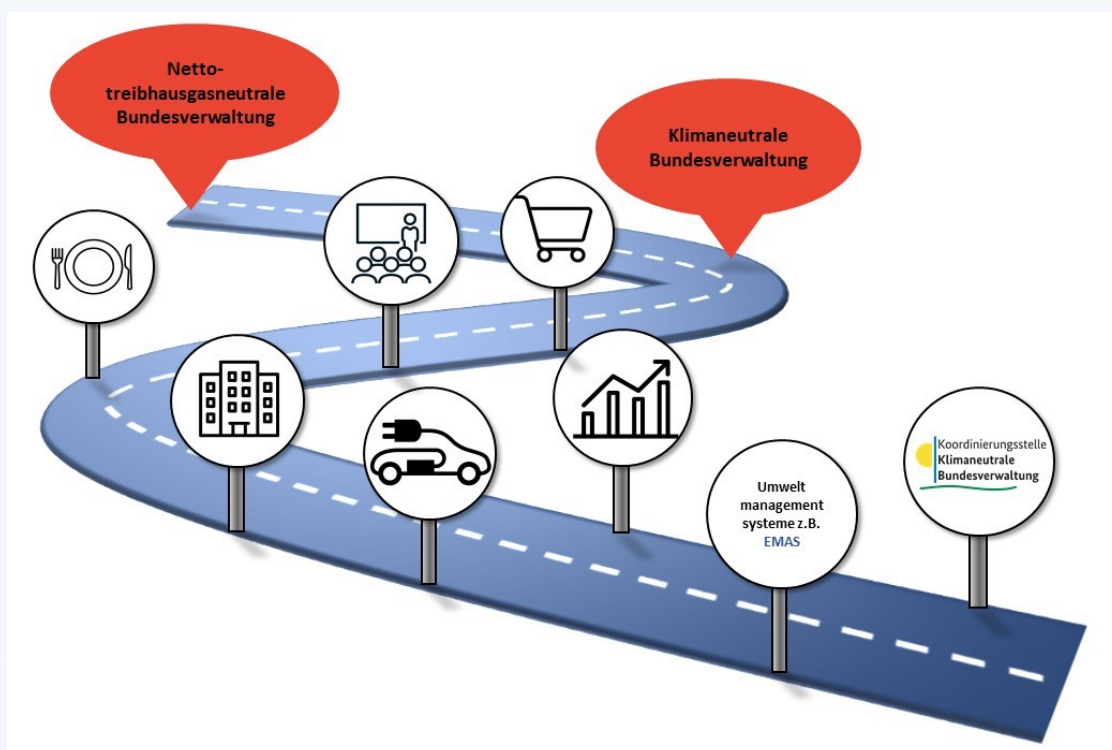 Netto-
treibhausgasneutrale
Bundesverwaltung
Klimaneutrale
Bundesverwaltung
Koordinierungsstelle
Klimaneutrale
Bundesverwaltung
Umwelt
management
systeme z.B.
EMAS